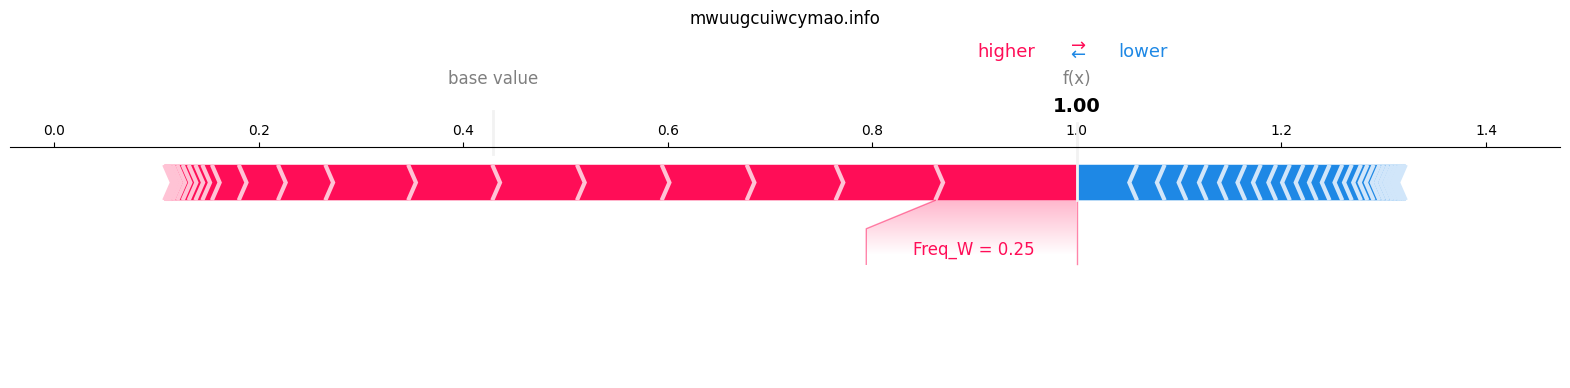 mwuugcuiwcymao.info
higher → ← lower
base value f(x)
1.00
0.0 0.2 0.4 0.6 0.8 1.0 1.2 1.4
Freq_W = 0.25